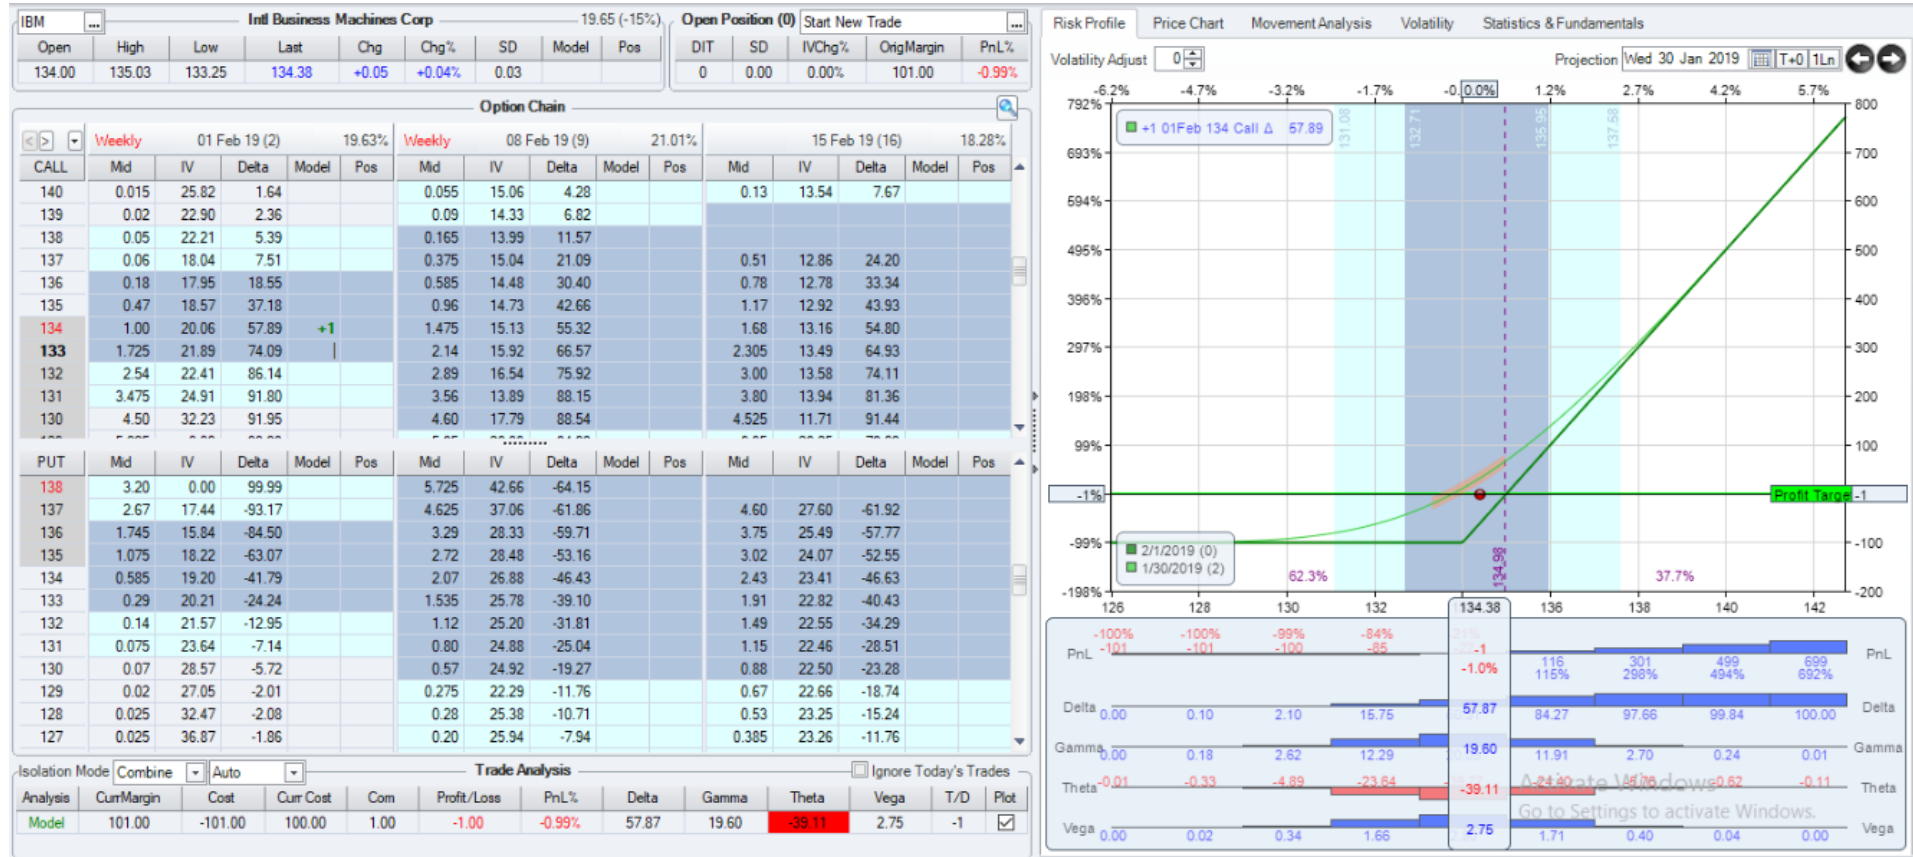 IBM ... Intl Business Machines Corp 19.65 (-15%) Open Position (0) Start New Trade ...
Open High Low Last Chg Chg% SD Model Pos DIT SD IVChg% OrigMargin PnL%
134.00 135.03 133.25 134.38 +0.05 +0.04% 0.03 0 0.00 0.00% 101.00 -0.99%
Option Chain
< > Weekly 01 Feb 19 (2) 19.63% Weekly 08 Feb 19 (9) 21.01% 15 Feb 19 (16) 18.28%
CALL Mid IV Delta Model Pos Mid IV Delta Model Pos Mid IV Delta Model Pos
140 0.015 25.82 1.64 0.055 15.06 4.28 0.13 13.54 7.67
139 0.02 22.90 2.36 0.09 14.33 6.82
138 0.05 22.21 5.39 0.165 13.99 11.57
137 0.06 18.04 7.51 0.375 15.04 21.09 0.51 12.86 24.20
136 0.18 17.95 18.55 0.585 14.48 30.40 0.78 12.78 33.34
135 0.47 18.57 37.18 0.96 14.73 42.66 1.17 12.92 43.93
134 1.00 20.06 57.89 +1 1.475 15.13 55.32 1.68 13.16 54.80
133 1.725 21.89 74.09 2.14 15.92 66.57 2.305 13.49 64.93
132 2.54 22.41 86.14 2.89 16.54 75.92 3.00 13.58 74.11
131 3.475 24.91 91.80 3.56 13.89 88.15 3.80 13.94 81.36
130 4.50 32.23 91.95 4.60 17.79 88.54 4.525 11.71 91.44
PUT Mid IV Delta Model Pos Mid IV Delta Model Pos Mid IV Delta Model Pos
138 3.20 0.00 99.99 5.725 42.66 -64.15
137 2.67 17.44 -93.17 4.625 37.06 -61.86 4.60 27.60 -61.92
136 1.745 15.84 -84.50 3.29 28.33 -59.71 3.75 25.49 -57.77
135 1.075 18.22 -63.07 2.72 28.48 -53.16 3.02 24.07 -52.55
134 0.585 19.20 -41.79 2.07 26.88 -46.43 2.43 23.41 -46.63
133 0.29 20.21 -24.24 1.535 25.78 -39.10 1.91 22.82 -40.43
132 0.14 21.57 -12.95 1.12 25.20 -31.81 1.49 22.55 -34.29
131 0.075 23.64 -7.14 0.80 24.88 -25.04 1.15 22.46 -28.51
130 0.07 28.57 -5.72 0.57 24.92 -19.27 0.88 22.50 -23.28
129 0.02 27.05 -2.01 0.275 22.29 -11.76 0.67 22.66 -18.74
128 0.025 32.47 -2.08 0.28 25.38 -10.71 0.53 23.25 -15.24
127 0.025 36.87 -1.86 0.20 25.94 -7.94 0.385 23.26 -11.76
Isolation Mode Combine Auto Trade Analysis Ignore Today's Trades
Analysis CurrMargin Cost Curr Cost Com Profit/Loss PnL% Delta Gamma Theta Vega T/D Plot
Model 101.00 -101.00 100.00 1.00 -1.00 -0.99% 57.87 19.60 -39.11 2.75 -1
Risk Profile Price Chart Movement Analysis Volatility Statistics & Fundamentals
Volatility Adjust 0 Projection Wed 30 Jan 2019 T+0 1Ln
-6.2% -4.7% -3.2% -1.7% 0.0% 1.2% 2.7% 4.2% 5.7%
792% 800
+1 01Feb 134 Call Δ 57.89
131.08 132.71 135.95 137.58
693% 700
594% 600
495% 500
396% 400
297% 300
198% 200
99% 100
-1% Profit Targe -1
-99% -100
2/1/2019 (0)
1/30/2019 (2)
134.98
62.3% 37.7%
-198% -200
126 128 130 132 134.38 136 138 140 142
-100% -100% -99% -84%
PnL -101 -101 -100 -85 -1 116 301 499 699 PnL
-1.0% 115% 298% 494% 692%
Delta 0.00 0.10 2.10 15.75 57.87 84.27 97.66 99.84 100.00 Delta
Gamma 0.00 0.18 2.62 12.29 19.60 11.91 2.70 0.24 0.01 Gamma
Theta -0.01 -0.33 -4.89 -23.64 -39.11 -24.40 -5.76 -0.62 -0.11 Theta
Activate Windows
Go to Settings to activate Windows.
Vega 0.00 0.02 0.34 1.66 2.75 1.71 0.40 0.04 0.00 Vega